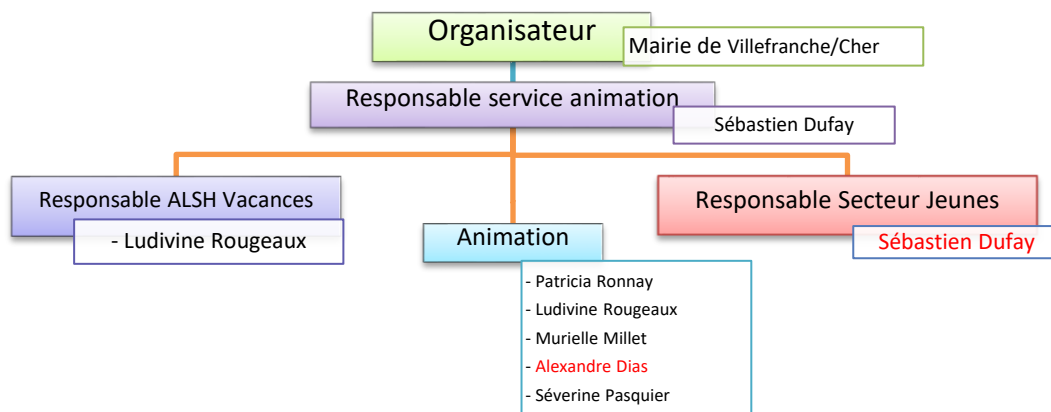 Organisateur
Mairie de Villefranche/Cher
Responsable service animation
Sébastien Dufay
Responsable ALSH Vacances
- Ludivine Rougeaux
Animation
- Patricia Ronnay
- Ludivine Rougeaux
- Murielle Millet
- Alexandre Dias
- Séverine Pasquier
Responsable Secteur Jeunes
Sébastien Dufay